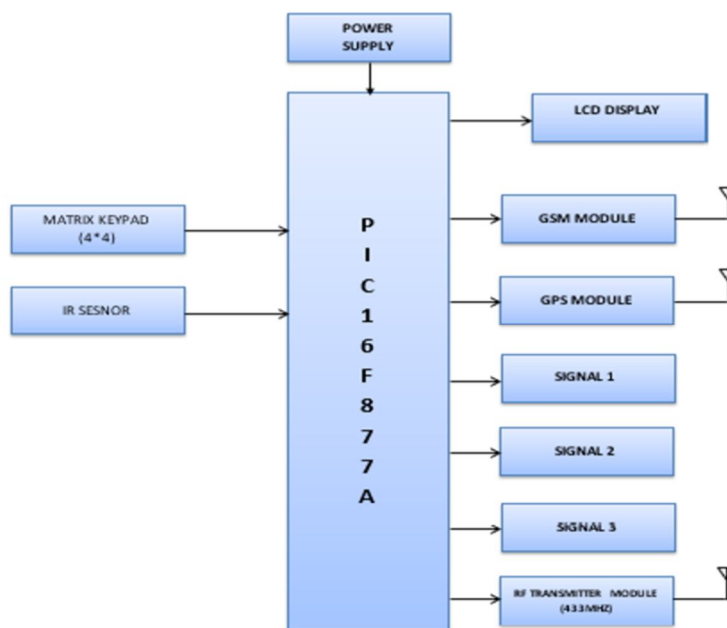 POWER
SUPPLY
LCD DISPLAY
MATRIX KEYPAD
(4*4)
GSM MODULE
IR SESNOR
GPS MODULE
P
I
C
1
6
F
8
7
7
A
SIGNAL 1
SIGNAL 2
SIGNAL 3
RF TRANSMITTER MODULE
(433MHZ)